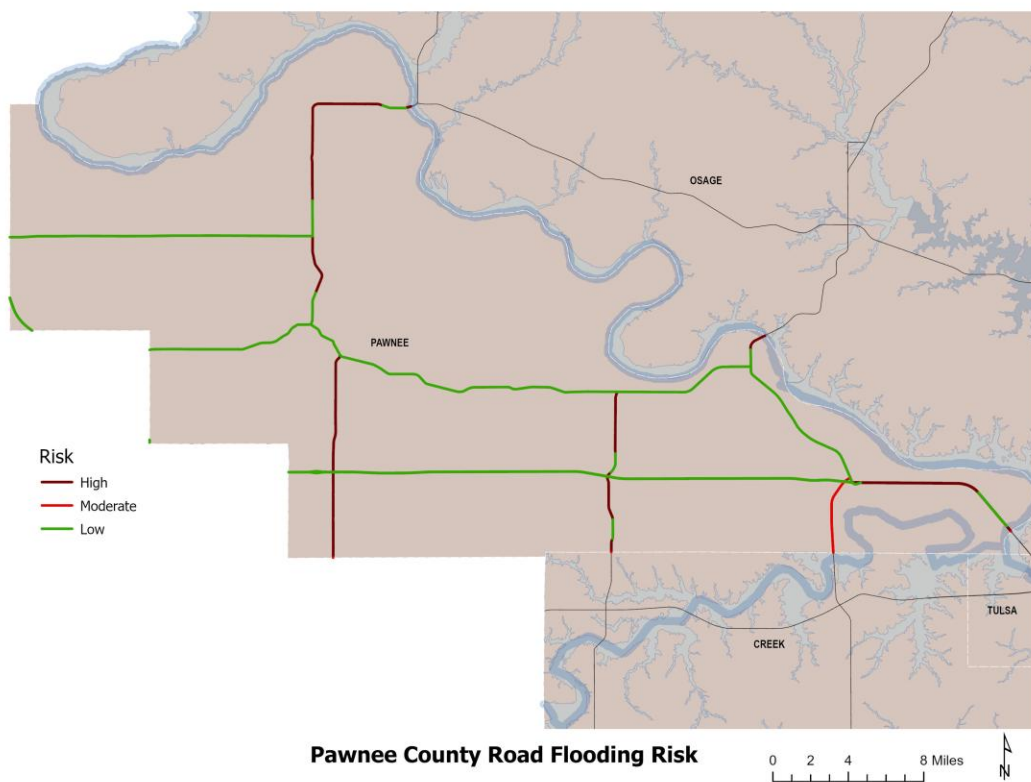 OSAGE
PAWNEE
Risk
High
Moderate
Low
TULSA
CREEK
Pawnee County Road Flooding Risk
0 2 4 8 Miles
N